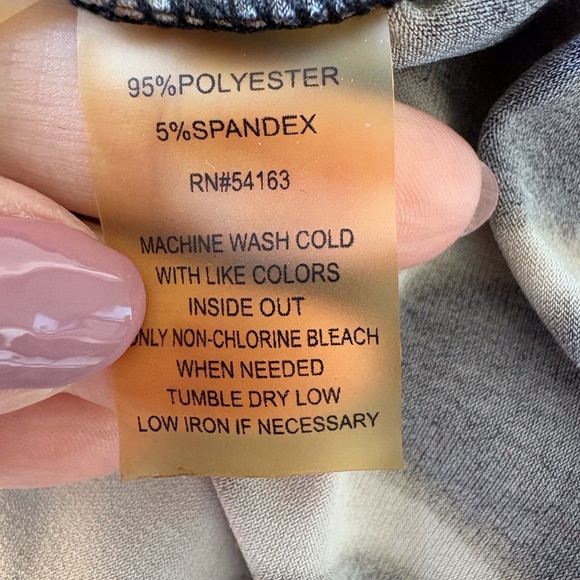 95%POLYESTER
5%SPANDEX
RN#54163
MACHINE WASH COLD
WITH LIKE COLORS
INSIDE OUT
ONLY NON-CHLORINE BLEACH
WHEN NEEDED
TUMBLE DRY LOW
LOW IRON IF NECESSARY